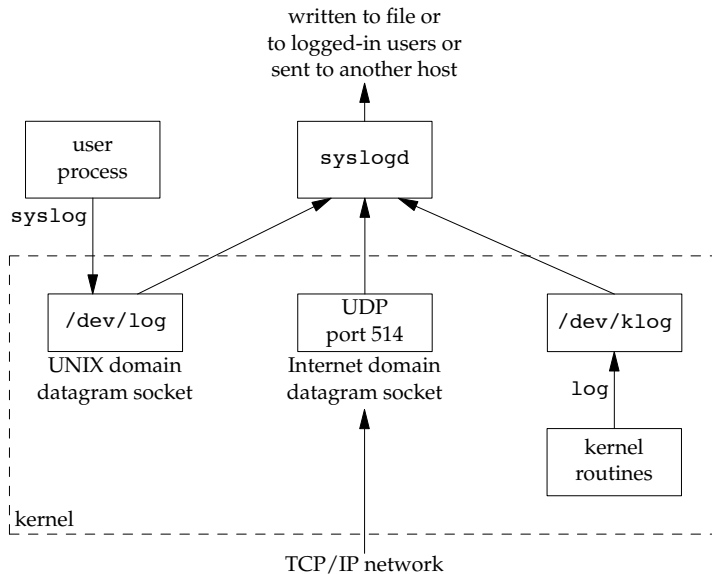 written to file or
to logged-in users or
sent to another host
user
process
syslogd
syslog
/dev/log
UDP
port 514
/dev/klog
UNIX domain
datagram socket
Internet domain
datagram socket
log
kernel
routines
kernel
TCP/IP network